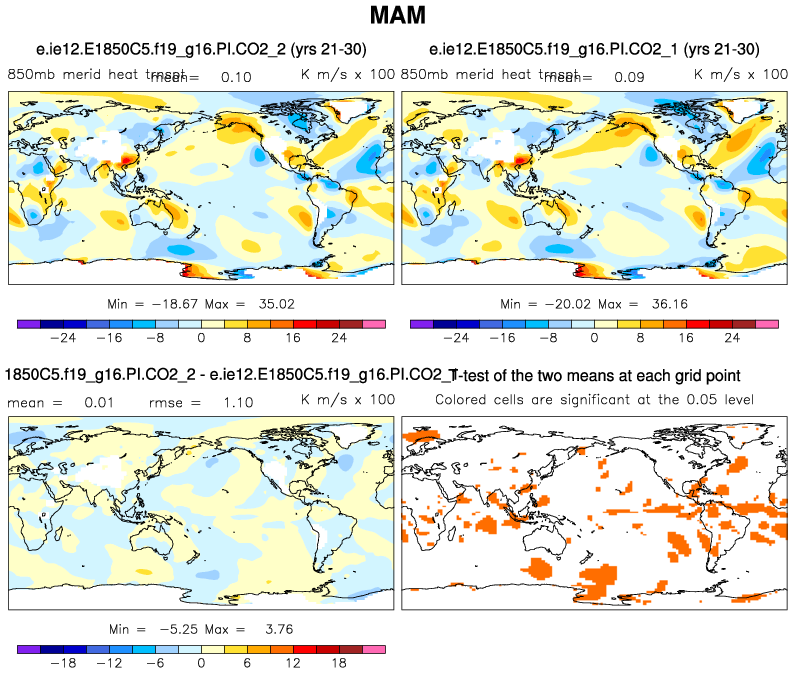 MAM
e.ie12.E1850C5.f19_g16.PI.CO2_2 (yrs 21-30)
e.ie12.E1850C5.f19_g16.PI.CO2_1 (yrs 21-30)
850mb merid heat transp mean= 0.10 K m/s x 100
850mb merid heat transp mean= 0.09 K m/s x 100
Min = −18.67 Max = 35.02
Min = −20.02 Max = 36.16
−24 −16 −8 0 8 16 24
−24 −16 −8 0 8 16 24
1850C5.f19_g16.PI.CO2_2 - e.ie12.E1850C5.f19_g16.PI.CO2_1
T-test of the two means at each grid point
mean = 0.01 rmse = 1.10 K m/s x 100
Colored cells are significant at the 0.05 level
Min = −5.25 Max = 3.76
−18 −12 −6 0 6 12 18